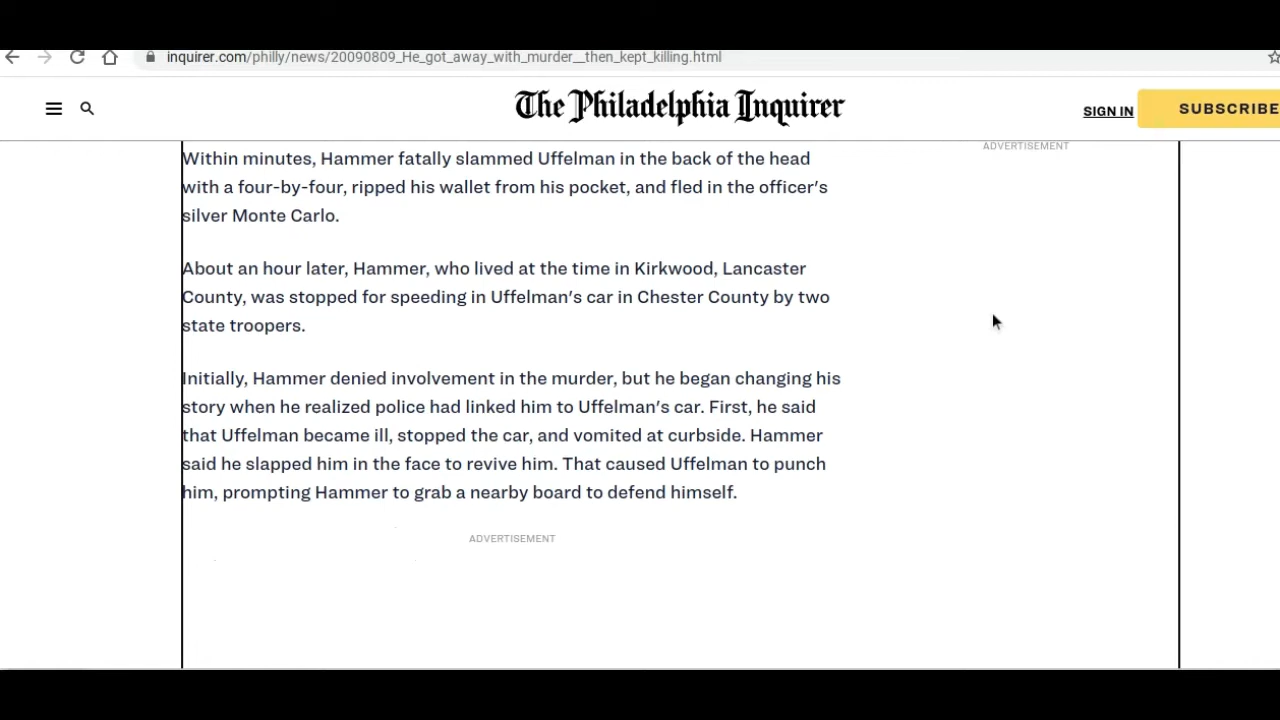 inquirer.com/philly/news/20090809_He_got_away_with_murder__then_kept_killing.html
The Philadelphia Inquirer
SIGN IN
SUBSCRIBE
ADVERTISEMENT
Within minutes, Hammer fatally slammed Uffelman in the back of the head
with a four-by-four, ripped his wallet from his pocket, and fled in the officer's
silver Monte Carlo.
About an hour later, Hammer, who lived at the time in Kirkwood, Lancaster
County, was stopped for speeding in Uffelman's car in Chester County by two
state troopers.
Initially, Hammer denied involvement in the murder, but he began changing his
story when he realized police had linked him to Uffelman's car. First, he said
that Uffelman became ill, stopped the car, and vomited at curbside. Hammer
said he slapped him in the face to revive him. That caused Uffelman to punch
him, prompting Hammer to grab a nearby board to defend himself.
ADVERTISEMENT